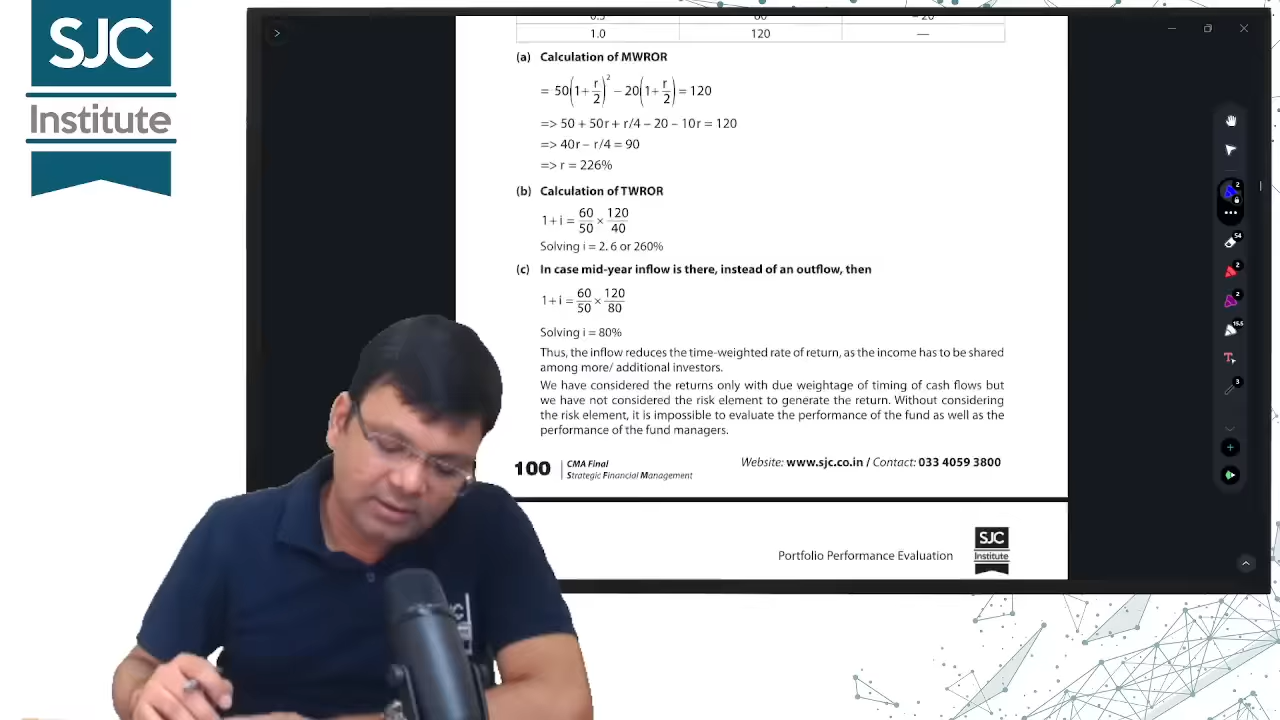 SJC
Institute
1.0 120 —
(a) Calculation of MWROR
= 50(1+r/2)² – 20(1+r/2) = 120
=> 50 + 50r + r/4 – 20 – 10r = 120
=> 40r – r/4 = 90
=> r = 226%
(b) Calculation of TWROR
1 + i = 60/50 × 120/40
Solving i = 2. 6 or 260%
(c) In case mid-year inflow is there, instead of an outflow, then
1 + i = 60/50 × 120/80
Solving i = 80%
Thus, the inflow reduces the time-weighted rate of return, as the income has to be shared
among more/ additional investors.
We have considered the returns only with due weightage of timing of cash flows but
we have not considered the risk element to generate the return. Without considering
the risk element, it is impossible to evaluate the performance of the fund as well as the
performance of the fund managers.
100 CMA Final
Strategic Financial Management
Website: www.sjc.co.in / Contact: 033 4059 3800
Portfolio Performance Evaluation
SJC
Institute